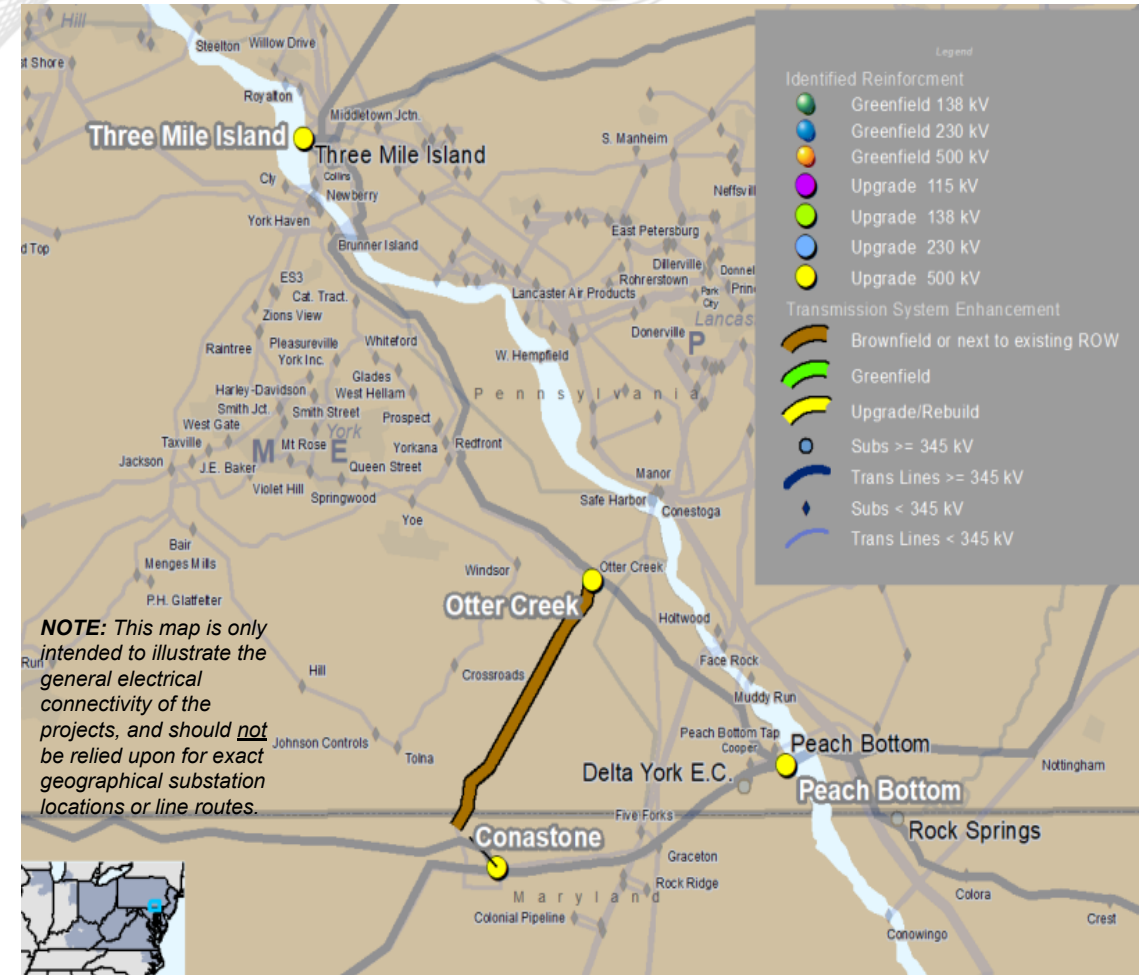 Hill
Steelton
Willow Drive
st Shore
Royalton
Middletown Jctn.
Three Mile Island
Three Mile Island
S. Manheim
Cly
Collins
Newberry
Neffsvil
York Haven
d Top
Brunner Island
East Petersburg
ES3
Dillerville
Donnel
Rohrerstown
Cat. Tract.
Lancaster Air Products
Park City
Prin
Zions View
Lancas
Donerville
P
Raintree
Pleasureville
Whiteford
York Inc.
W. Hempfield
Glades
Harley-Davidson
West Hellam
Pennsylvania
Smith Jct.
Smith Street
Prospect
West Gate
York
Taxville
Mt Rose
Yorkana
Redfront
M E
Jackson
J.E. Baker
Queen Street
Violet Hill
Springwood
Manor
Safe Harbor
Conestoga
Yoe
Bair
Menges Mills
Windsor
Otter Creek
Otter Creek
P.H. Glatfelter
Holtwood
NOTE: This map is only
intended to illustrate the
general electrical
connectivity of the
projects, and should not
be relied upon for exact
geographical substation
locations or line routes.
Run
Hill
Crossroads
Face Rock
Muddy Run
Johnson Controls
Tolna
Peach Bottom Tap
Cooper
Peach Bottom
Delta York E.C.
Peach Bottom
Nottingham
Five Forks
Rock Springs
Conastone
Graceton
Rock Ridge
Maryland
Colonial Pipeline
Colora
Crest
Conowingo
Legend
Identified Reinforcment
Greenfield 138 kV
Greenfield 230 kV
Greenfield 500 kV
Upgrade 115 kV
Upgrade 138 kV
Upgrade 230 kV
Upgrade 500 kV
Transmission System Enhancement
Brownfield or next to existing ROW
Greenfield
Upgrade/Rebuild
Subs >= 345 kV
Trans Lines >= 345 kV
Subs < 345 kV
Trans Lines < 345 kV